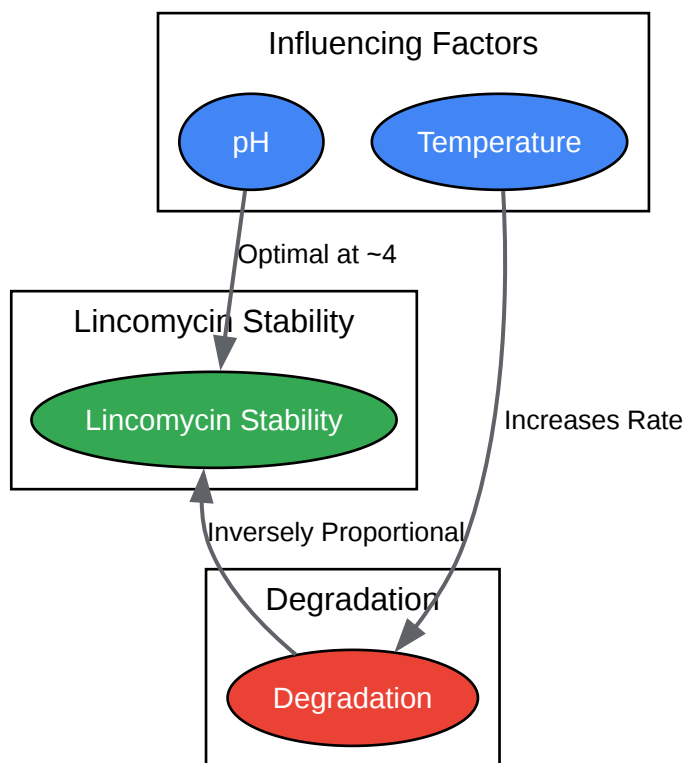 Influencing Factors
pH
Temperature
Optimal at ~4
Lincomycin Stability
Lincomycin Stability
Increases Rate
Inversely Proportional
Degradation
Degradation